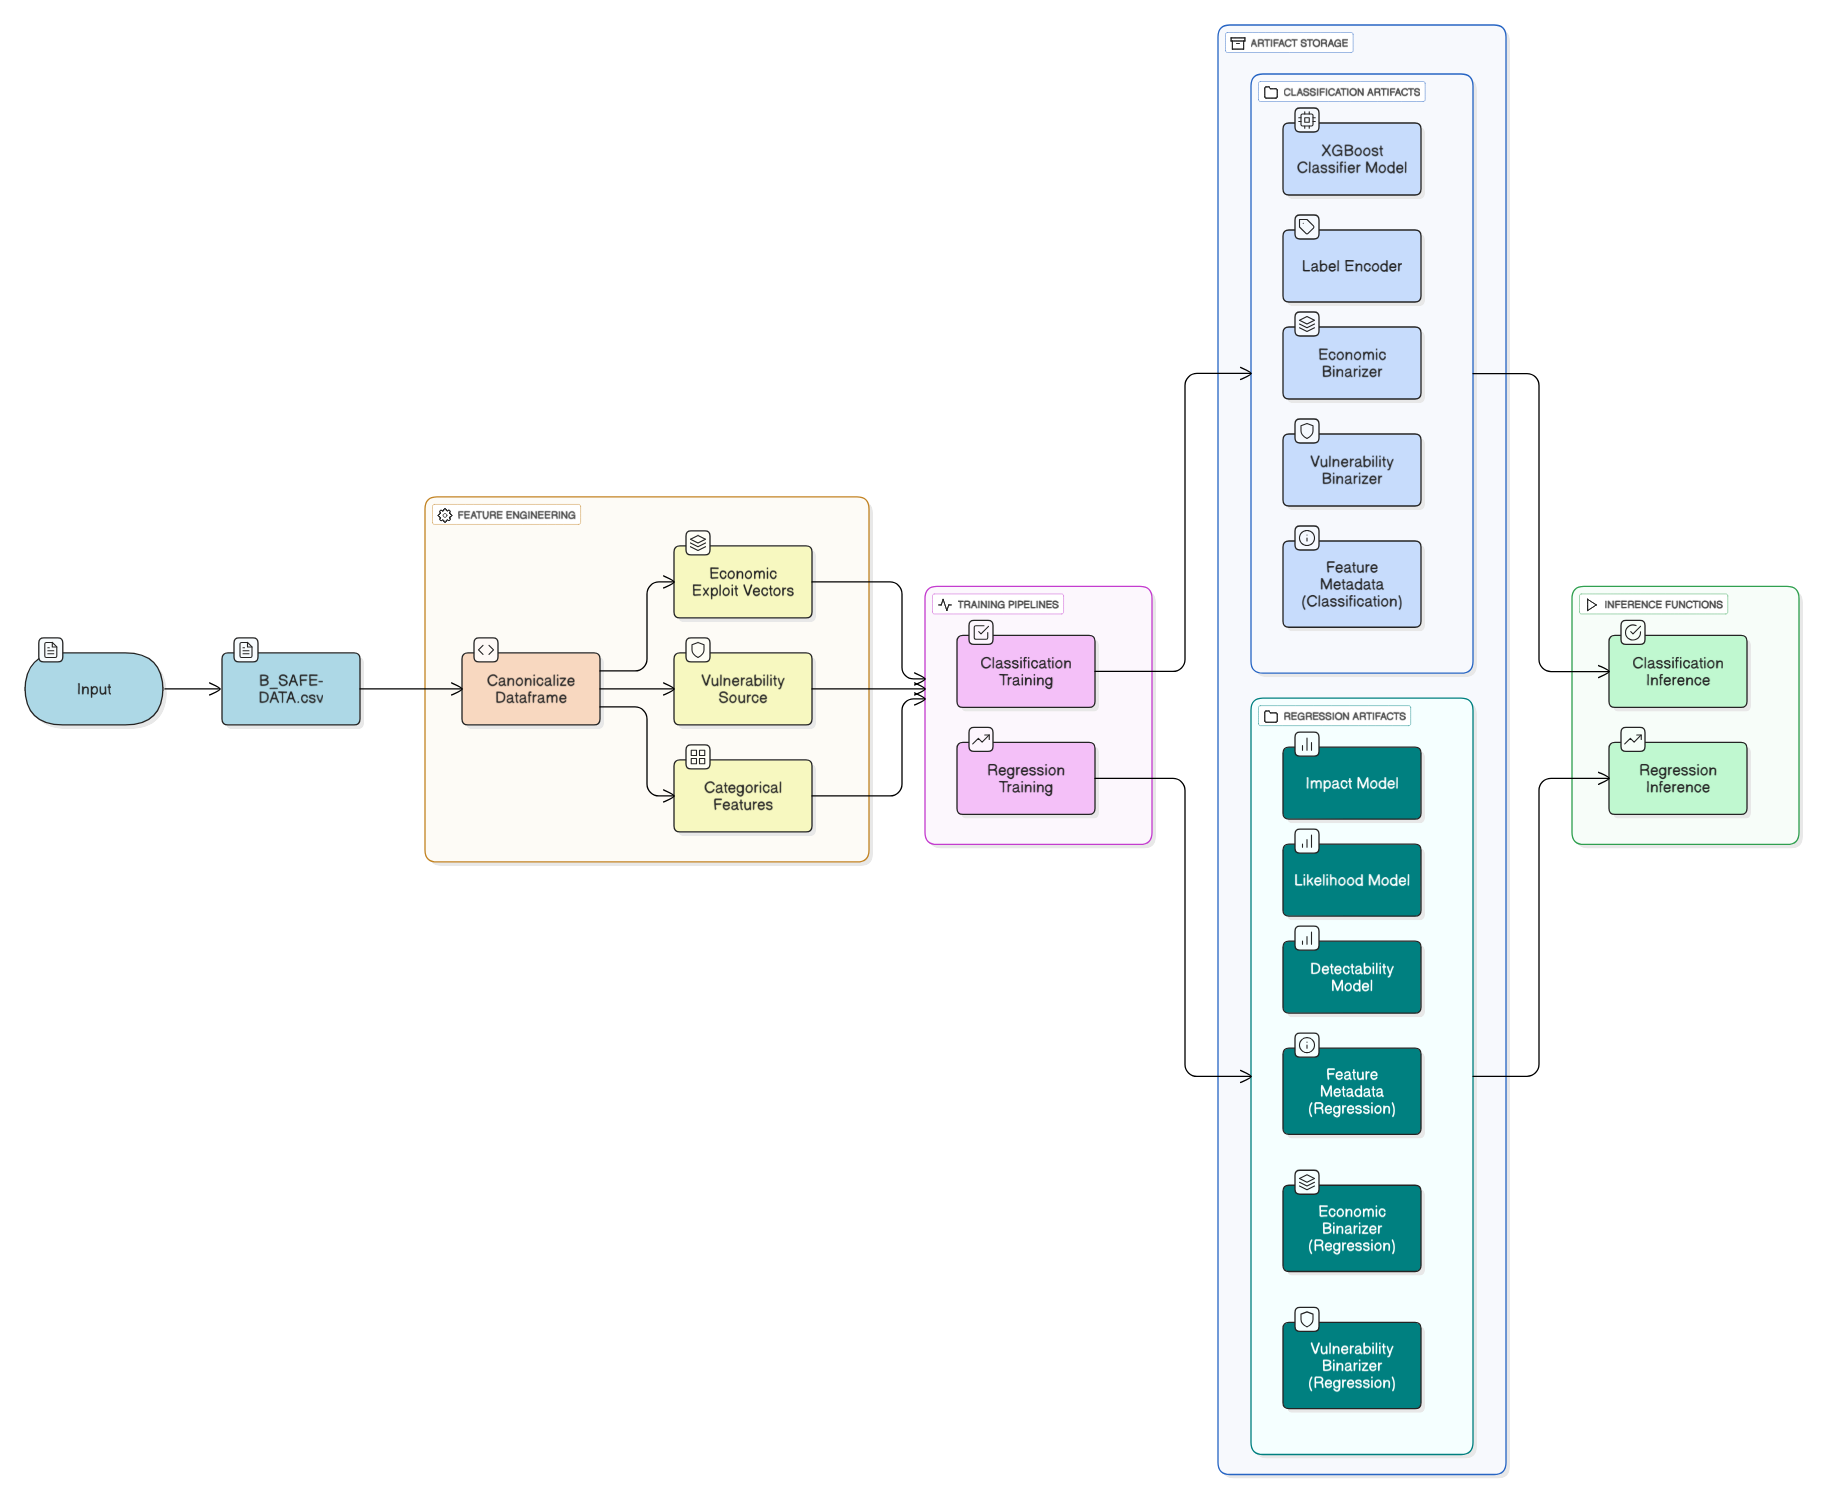 Input
B_SAFE-
DATA.csv
FEATURE ENGINEERING
Canonicalize
Dataframe
Economic
Exploit Vectors
Vulnerability
Source
Categorical
Features
TRAINING PIPELINES
Classification
Training
Regression
Training
ARTIFACT STORAGE
CLASSIFICATION ARTIFACTS
XGBoost
Classifier Model
Label Encoder
Economic
Binarizer
Vulnerability
Binarizer
Feature
Metadata
(Classification)
REGRESSION ARTIFACTS
Impact Model
Likelihood Model
Detectability
Model
Feature
Metadata
(Regression)
Economic
Binarizer
(Regression)
Vulnerability
Binarizer
(Regression)
INFERENCE FUNCTIONS
Classification
Inference
Regression
Inference